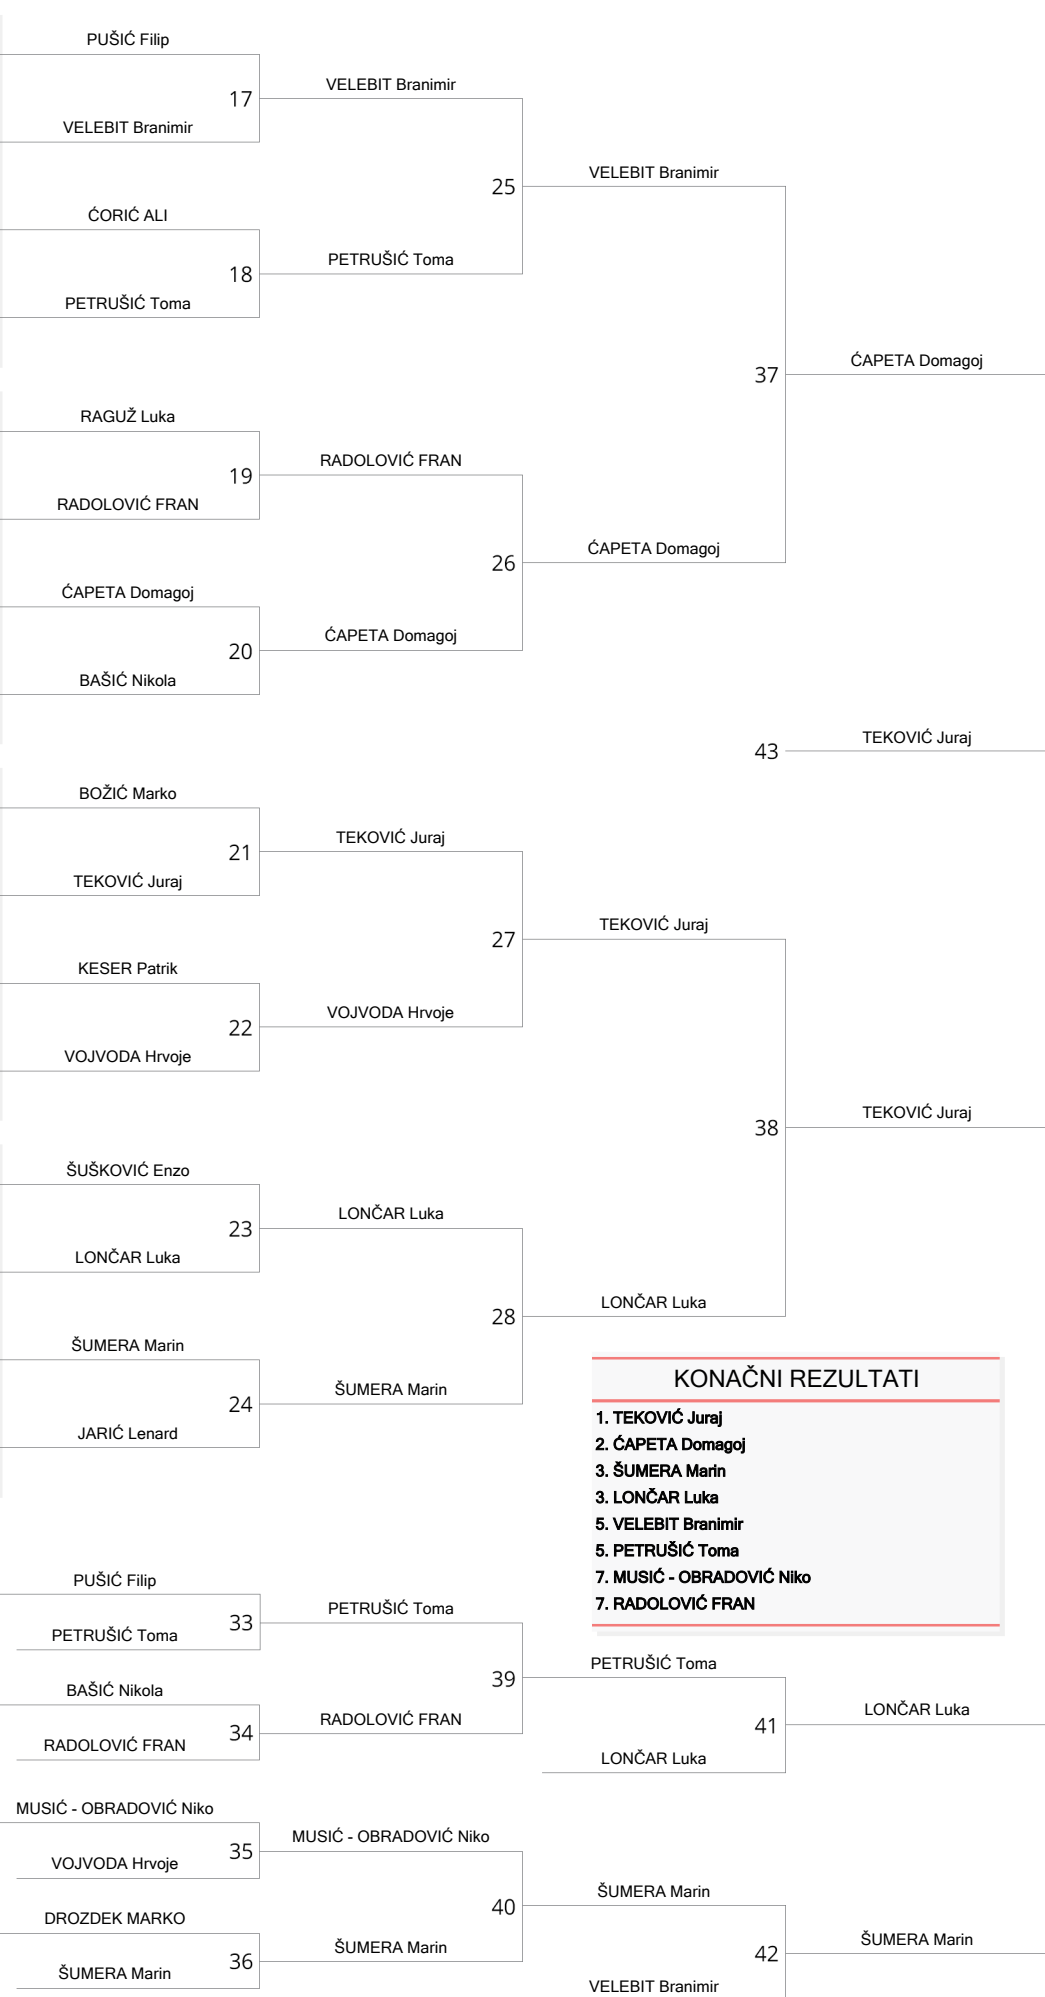 PUŠIĆ Filip
17
VELEBIT Branimir
VELEBIT Branimir
ĆORIĆ ALI
18
PETRUŠIĆ Toma
PETRUŠIĆ Toma
25
VELEBIT Branimir
RAGUŽ Luka
19
RADOLOVIĆ FRAN
RADOLOVIĆ FRAN
ĆAPETA Domagoj
20
BAŠIĆ Nikola
ĆAPETA Domagoj
26
ĆAPETA Domagoj
37
ĆAPETA Domagoj
43
TEKOVIĆ Juraj
BOŽIĆ Marko
21
TEKOVIĆ Juraj
TEKOVIĆ Juraj
KESER Patrik
22
VOJVODA Hrvoje
VOJVODA Hrvoje
27
TEKOVIĆ Juraj
ŠUŠKOVIĆ Enzo
23
LONČAR Luka
LONČAR Luka
ŠUMERA Marin
24
JARIĆ Lenard
ŠUMERA Marin
28
LONČAR Luka
38
TEKOVIĆ Juraj
KONAČNI REZULTATI
1. TEKOVIĆ Juraj
2. ĆAPETA Domagoj
3. ŠUMERA Marin
3. LONČAR Luka
5. VELEBIT Branimir
5. PETRUŠIĆ Toma
7. MUSIĆ - OBRADOVIĆ Niko
7. RADOLOVIĆ FRAN
PUŠIĆ Filip
33
PETRUŠIĆ Toma
PETRUŠIĆ Toma
BAŠIĆ Nikola
34
RADOLOVIĆ FRAN
RADOLOVIĆ FRAN
39
PETRUŠIĆ Toma
41
LONČAR Luka
LONČAR Luka
MUSIĆ - OBRADOVIĆ Niko
35
VOJVODA Hrvoje
MUSIĆ - OBRADOVIĆ Niko
DROZDEK MARKO
36
ŠUMERA Marin
ŠUMERA Marin
40
ŠUMERA Marin
42
VELEBIT Branimir
ŠUMERA Marin